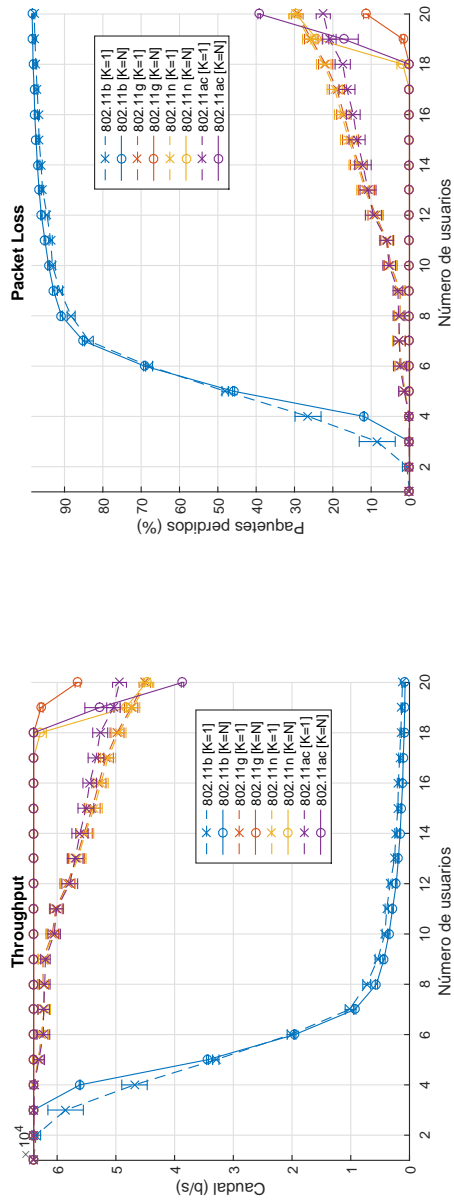 Throughput
×10^4
6
5
4
3
2
1
0
Caudal (b/s)
2
4
6
8
10
12
14
16
18
20
Número de usuarios
802.11b [K=1]
802.11b [K=N]
802.11g [K=1]
802.11g [K=N]
802.11n [K=1]
802.11n [K=N]
802.11ac [K=1]
802.11ac [K=N]
Packet Loss
90
80
70
60
50
40
30
20
10
0
Paquetes perdidos (%)
2
4
6
8
10
12
14
16
18
20
Número de usuarios
802.11b [K=1]
802.11b [K=N]
802.11g [K=1]
802.11g [K=N]
802.11n [K=1]
802.11n [K=N]
802.11ac [K=1]
802.11ac [K=N]